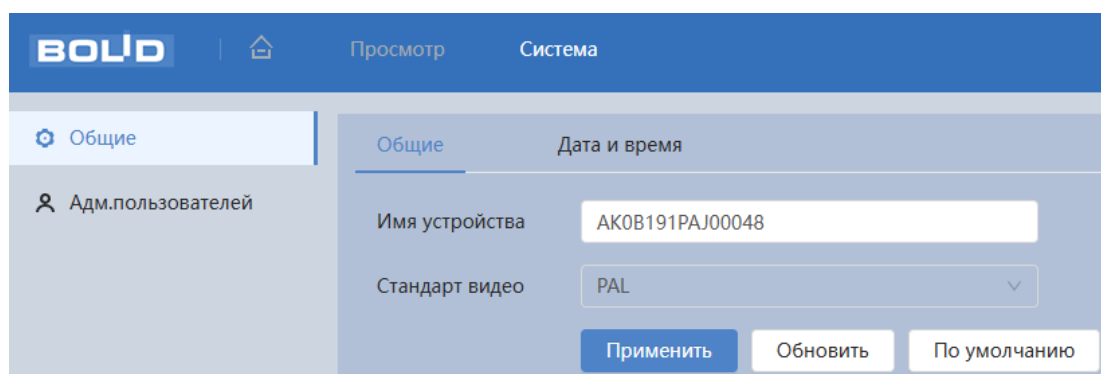 BOLID Просмотр Система
Общие
Адм.пользователей
Общие Дата и время
Имя устройства AK0B191PAJ00048
Стандарт видео PAL
Применить Обновить По умолчанию